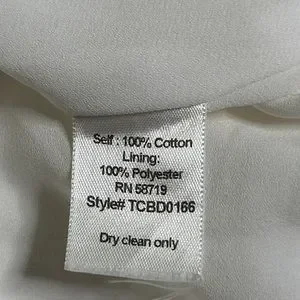 Self : 100% Cotton
Lining:
100% Polyester
RN 58719
Style# TCBD0166
Dry clean only